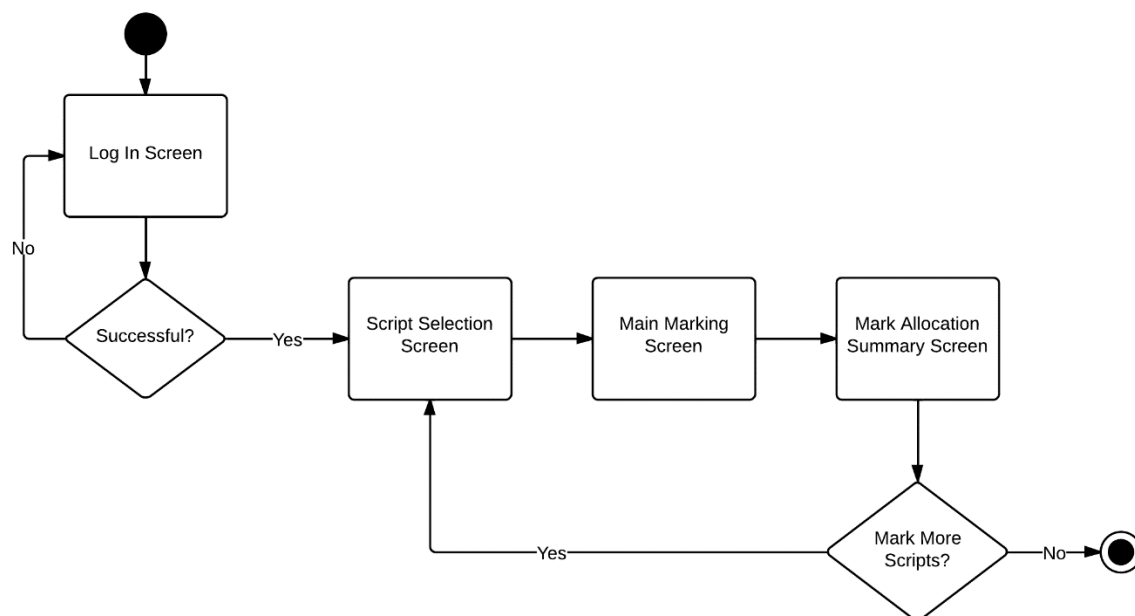 Log In Screen
No
Successful?
Yes
Script Selection
Screen
Main Marking
Screen
Mark Allocation
Summary Screen
Mark More
Scripts?
Yes
No